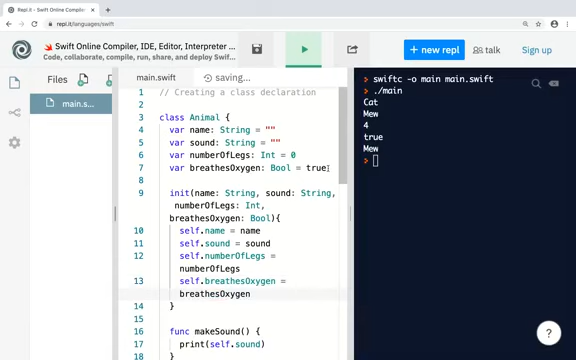 Repl.it - Swift Online Compiler
repl.it/languages/swift
Swift Online Compiler, IDE, Editor, Interpreter ...
Code, collaborate, compile, run, share, and deploy Swif...
+ new repl
talk
Sign up
Files
main.swift
saving...
main.s...
1 // Creating a class declaration
2
3 class Animal {
4 var name: String = ""
5 var sound: String = ""
6 var numberOfLegs: Int = 0
7 var breathesOxygen: Bool = true
8
9 init(name: String, sound: String,
numberOfLegs: Int,
breathesOxygen: Bool){
10 self.name = name
11 self.sound = sound
12 self.numberOfLegs =
numberOfLegs
13 self.breathesOxygen =
breathesOxygen
14 }
15
16 func makeSound() {
17 print(self.sound)
18 }
> swiftc -o main main.swift
> ./main
Cat
Mew
4
true
Mew
>
?